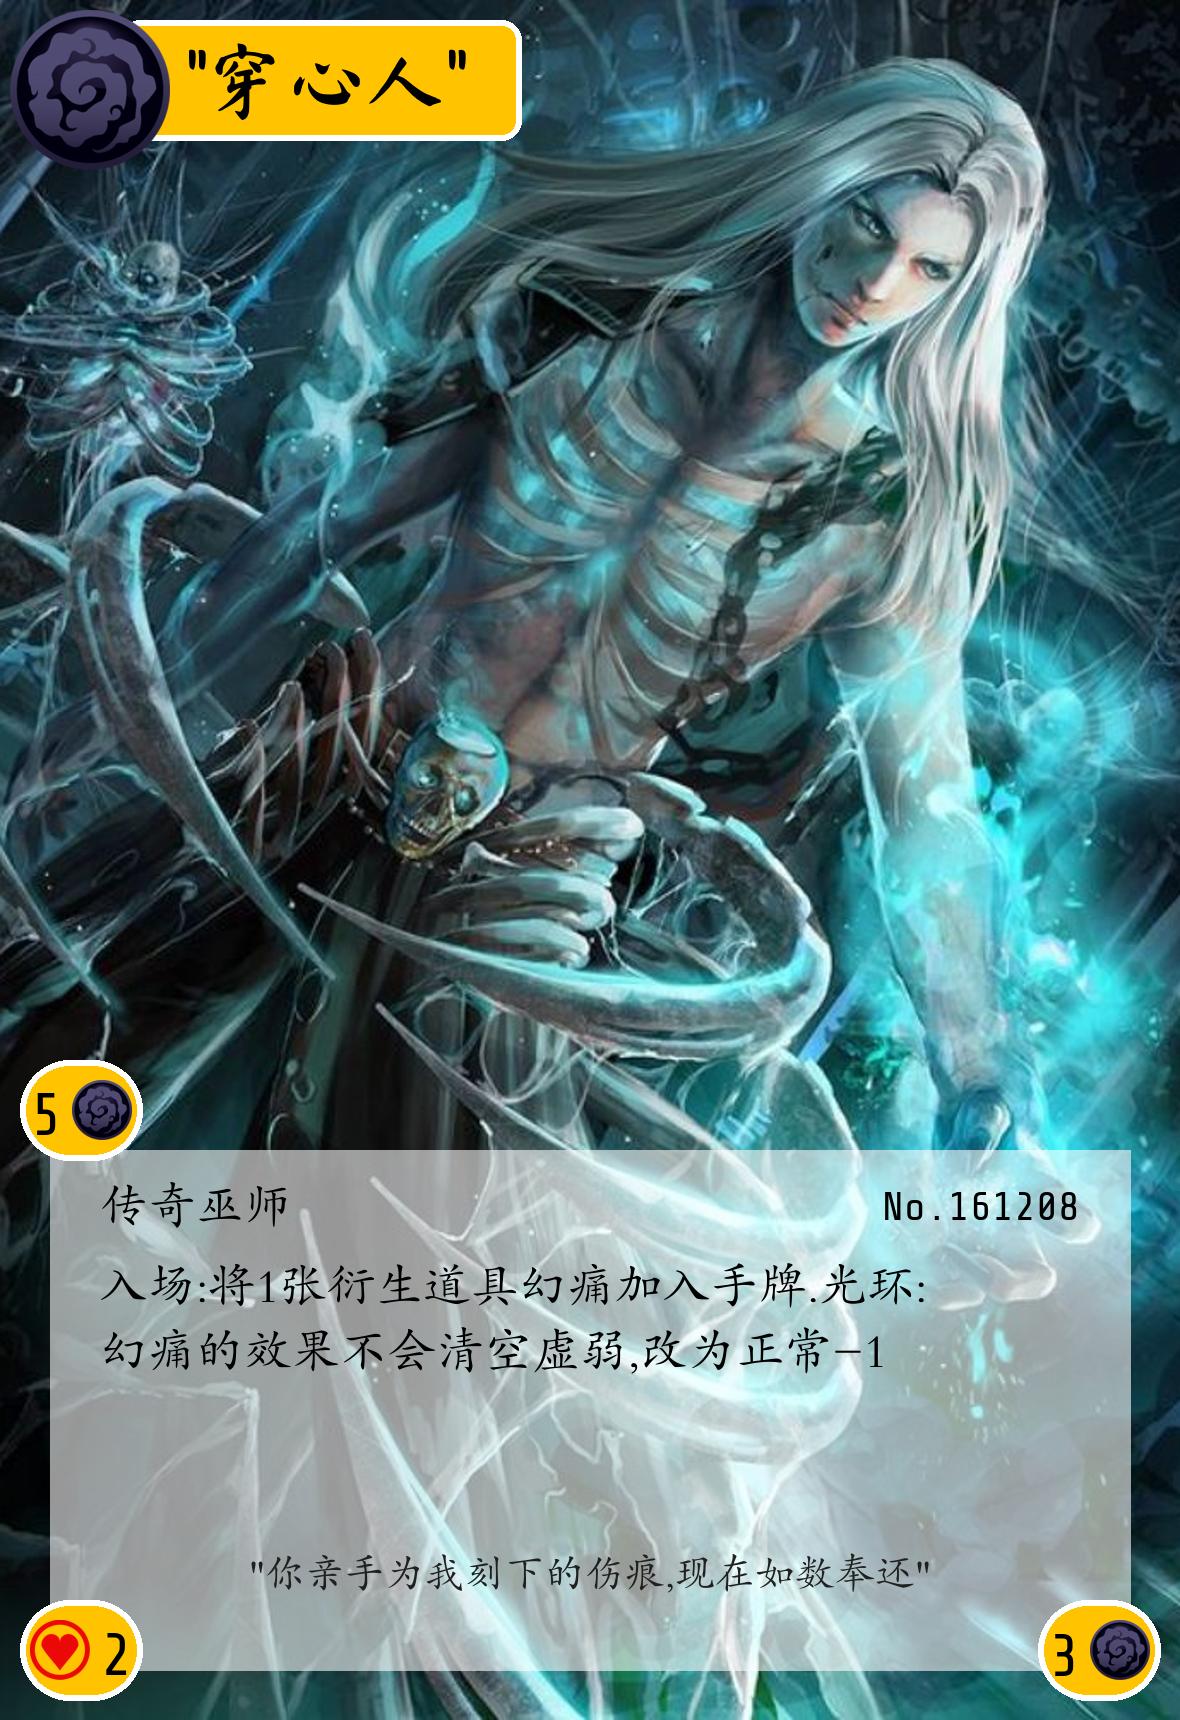 "穿心人"
5
传奇巫师
No.161208
入场:将1张衍生道具幻痛加入手牌.光环:
幻痛的效果不会清空虚弱,改为正常-1
"你亲手为我刻下的伤痕,现在如数奉还"
2
3